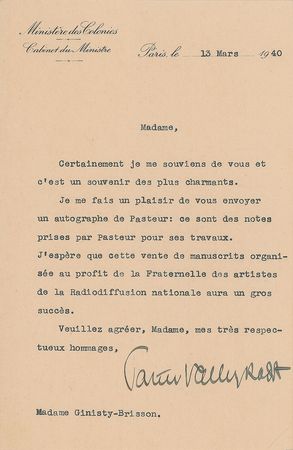 Ministère des Colonies
Cabinet du Ministre
Paris, le 13 Mars 1940
Madame,
Certainement je me souviens de vous et
c'est un souvenir des plus charmants.
Je me fais un plaisir de vous envoyer
un autographe de Pasteur: ce sont des notes
prises par Pasteur pour ses travaux.
J'espère que cette vente de manuscrits organi-
sée au profit de la Fraternelle des artistes
de la Radiodiffusion nationale aura un gros
succès.
Veuillez agréer, Madame, mes très respec-
tueux hommages,
Pasteur Vallery Radot
Madame Ginisty-Brisson.